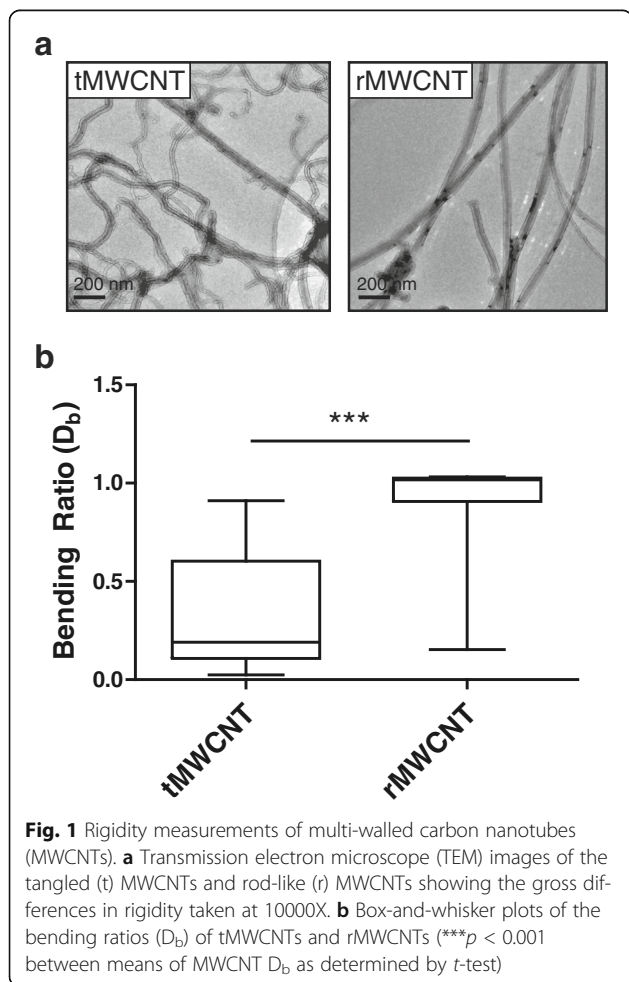 a
tMWCNT
rMWCNT
200 nm
200 nm
b
Bending Ratio (D_b)
1.5
1.0
0.5
0.0
***
tMWCNT
rMWCNT
Fig. 1 Rigidity measurements of multi-walled carbon nanotubes
(MWCNTs). a Transmission electron microscope (TEM) images of the
tangled (t) MWCNTs and rod-like (r) MWCNTs showing the gross dif-
ferences in rigidity taken at 10000X. b Box-and-whisker plots of the
bending ratios (D_b) of tMWCNTs and rMWCNTs (***p < 0.001
between means of MWCNT D_b as determined by t-test)